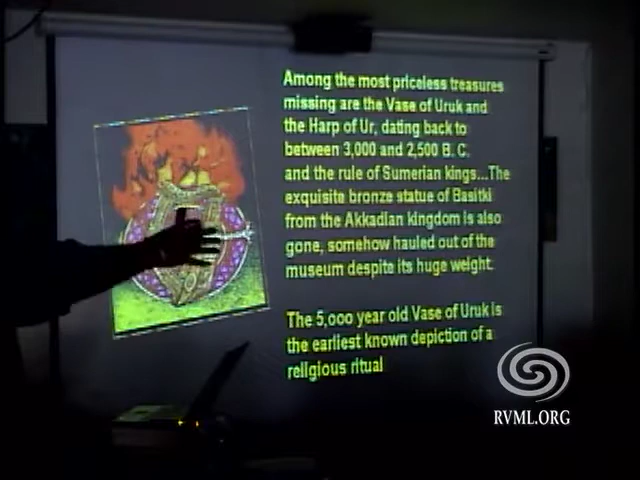 Among the most priceless treasures
missing are the Vase of Uruk and
the Harp of Ur, dating back to
between 3,000 and 2,500 B. C.
and the rule of Sumerian kings...The
exquisite bronze statue of Basitki
from the Akkadian kingdom is also
gone, somehow hauled out of the
museum despite its huge weight.
The 5,000 year old Vase of Uruk is
the earliest known depiction of a
religious ritual
RVML.ORG